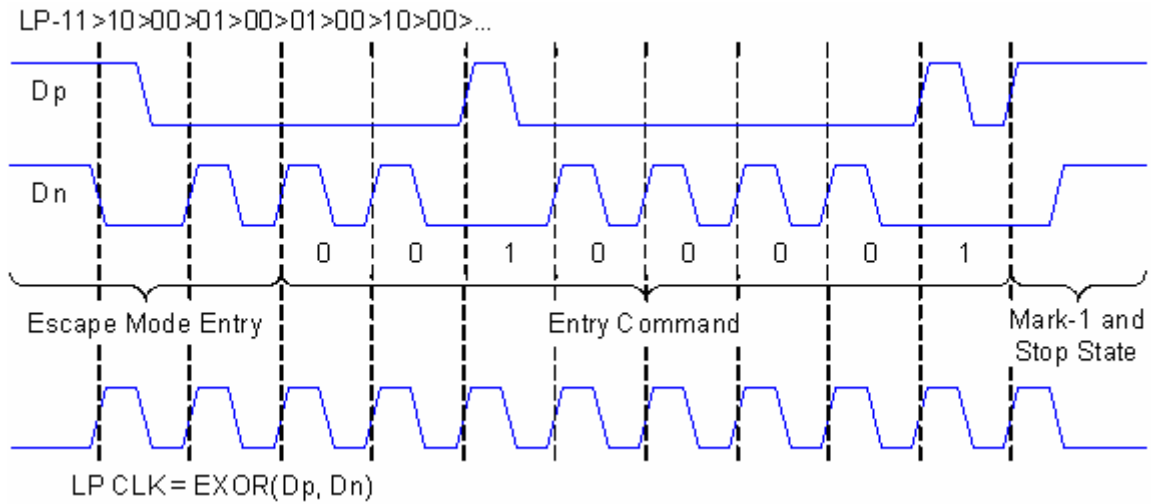 LP-11>10>00>01>00>01>00>10>00>...
Dp
Dn
0 0 1 0 0 0 0 1
Escape Mode Entry
Entry Command
Mark-1 and
Stop State
LP CLK = EXOR(Dp, Dn)